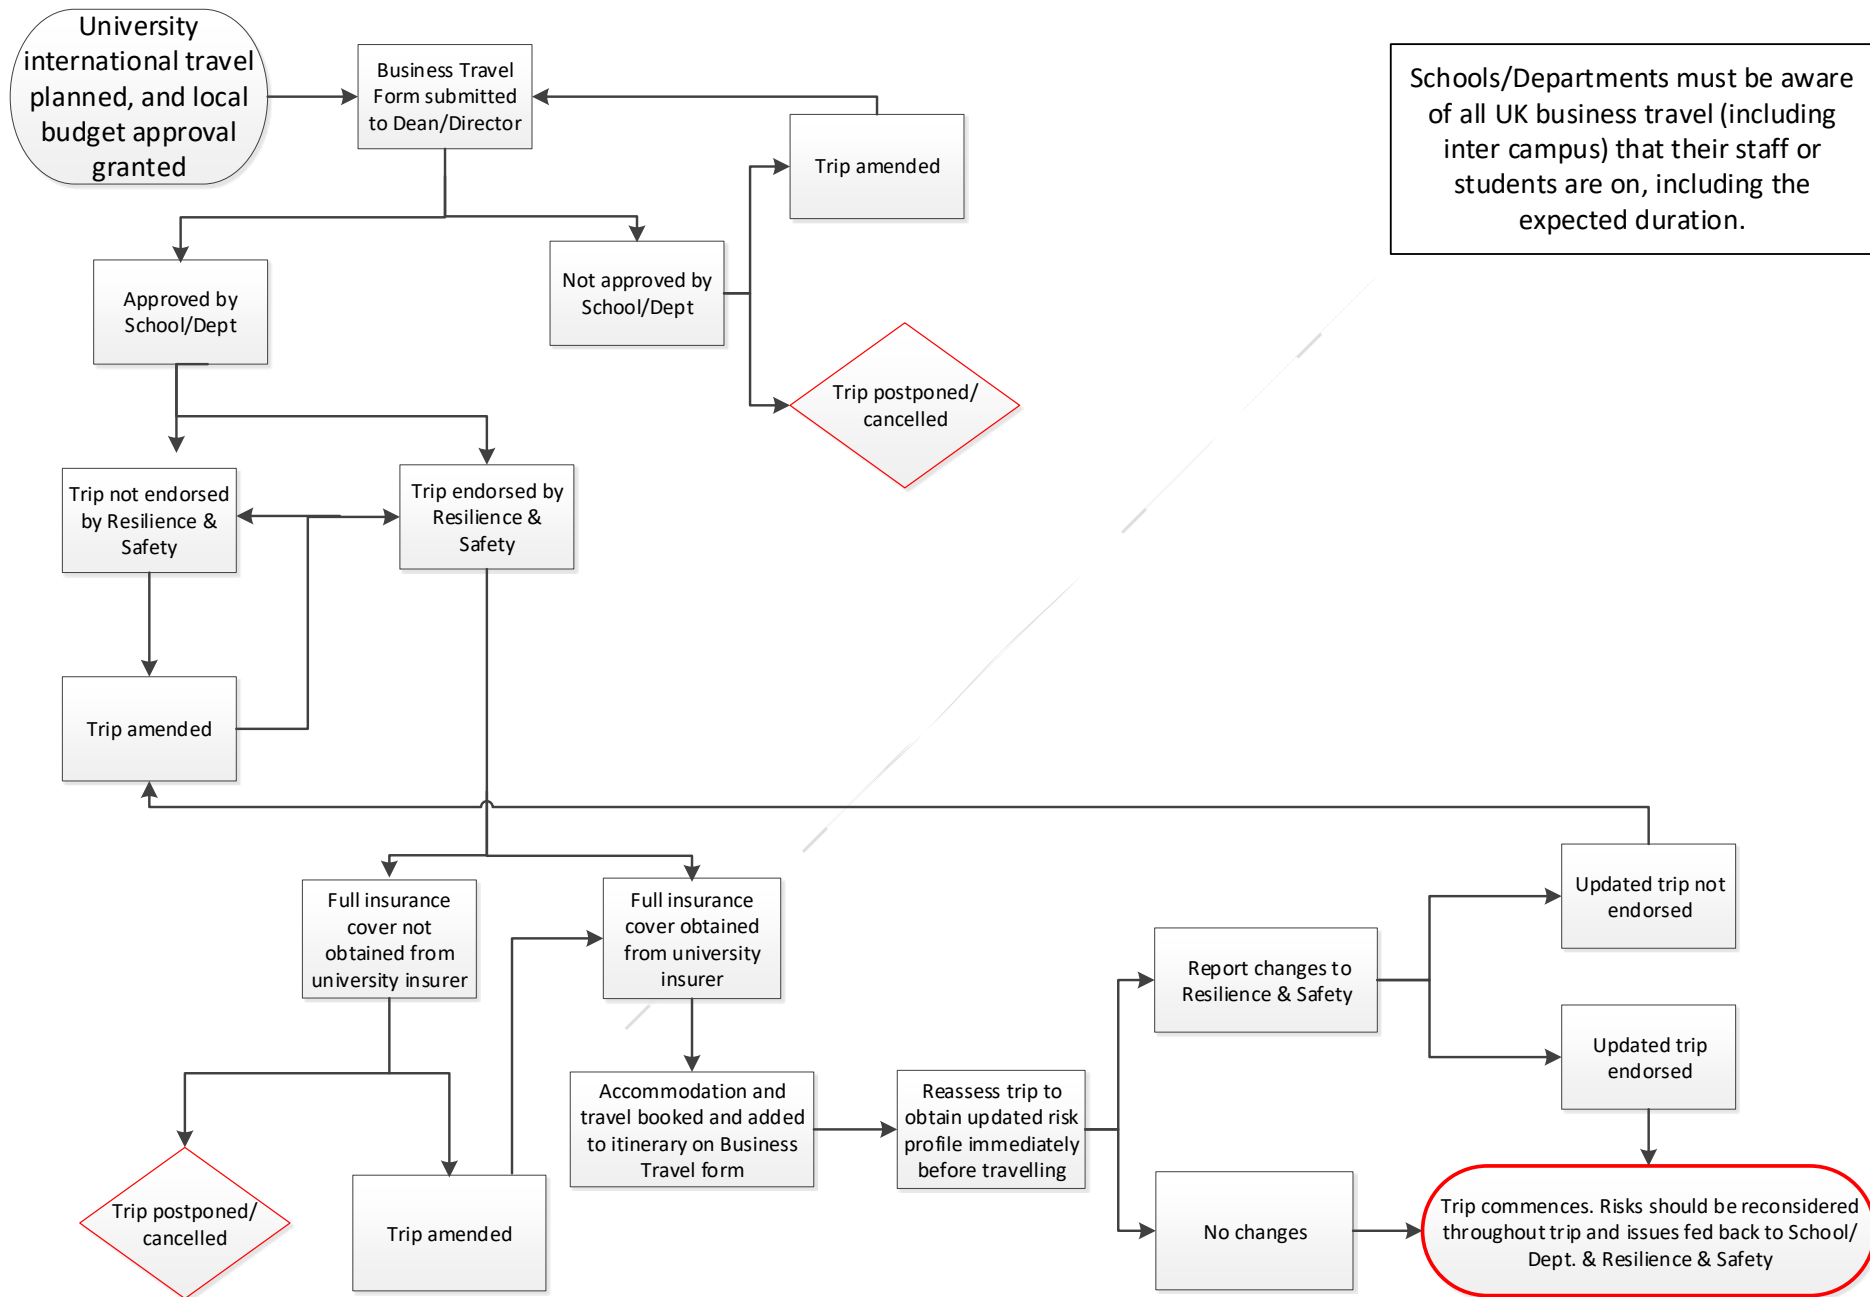 University
international travel
planned, and local
budget approval
granted
Business Travel
Form submitted
to Dean/Director
Trip amended
Schools/Departments must be aware
of all UK business travel (including
inter campus) that their staff or
students are on, including the
expected duration.
Approved by
School/Dept
Not approved by
School/Dept
Trip postponed/
cancelled
Trip not endorsed
by Resilience &
Safety
Trip endorsed by
Resilience &
Safety
Trip amended
Full insurance
cover not
obtained from
university insurer
Full insurance
cover obtained
from university
insurer
Report changes to
Resilience & Safety
Updated trip not
endorsed
Updated trip
endorsed
Accommodation and
travel booked and added
to itinerary on Business
Travel form
Reassess trip to
obtain updated risk
profile immediately
before travelling
Trip postponed/
cancelled
Trip amended
No changes
Trip commences. Risks should be reconsidered
throughout trip and issues fed back to School/
Dept. & Resilience & Safety